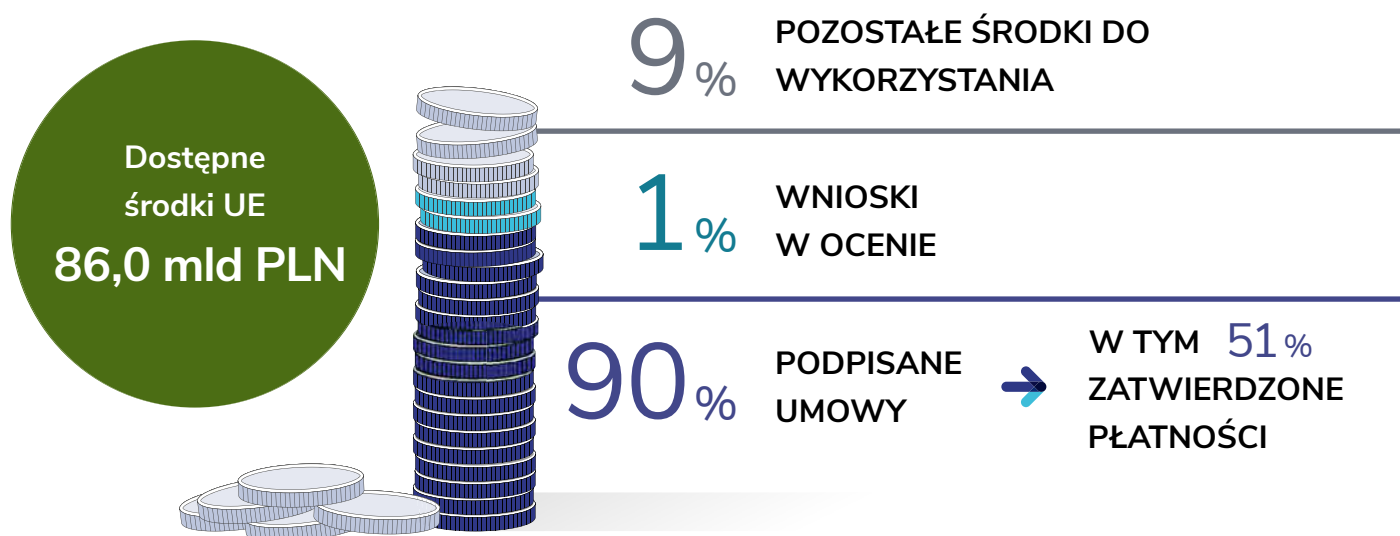 Dostępne
środki UE
86,0 mld PLN
9 %
POZOSTAŁE ŚRODKI DO
WYKORZYSTANIA
1 %
WNIOSKI
W OCENIE
90 %
PODPISANE
UMOWY
W TYM 51 %
ZATWIERDZONE
PŁATNOŚCI